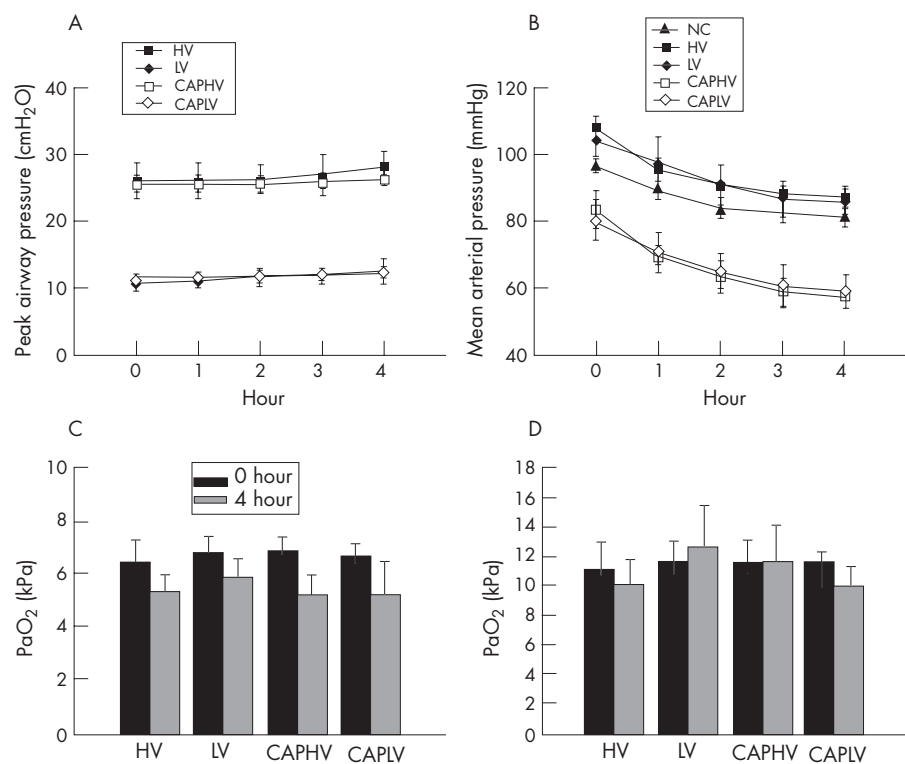 A
HV
LV
CAPHV
CAPLV
Peak airway pressure (cmH₂O)
40
30
20
10
0
0 1 2 3 4
Hour
B
NC
HV
LV
CAPHV
CAPLV
Mean arterial pressure (mmHg)
120
100
80
60
40
0 1 2 3 4
Hour
C
0 hour
4 hour
PaO₂ (kPa)
10
8
6
4
2
0
HV LV CAPHV CAPLV
D
PaO₂ (kPa)
18
16
14
12
10
8
6
4
2
0
HV LV CAPHV CAPLV